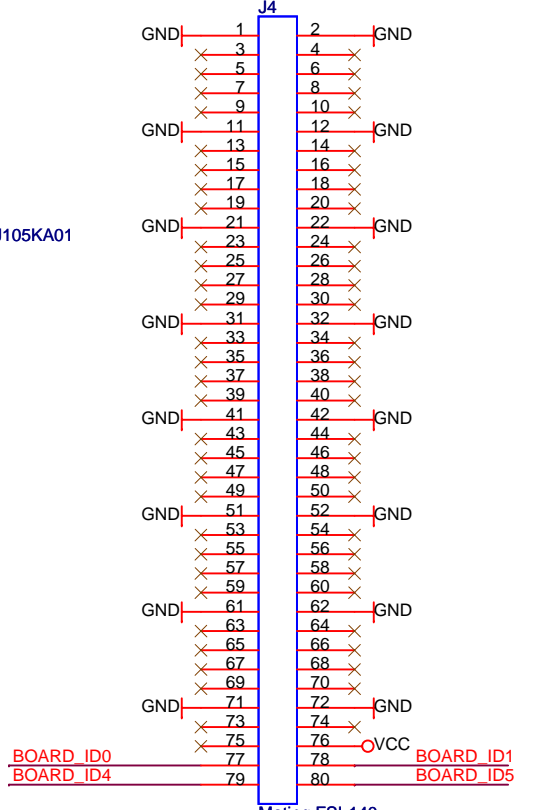 J4
GND 1 2 GND
3 4
5 6
7 8
9 10
GND 11 12 GND
13 14
15 16
17 18
19 20
GND 21 22 GND
J105KA01 23 24
25 26
27 28
29 30
GND 31 32 GND
33 34
35 36
37 38
39 40
GND 41 42 GND
43 44
45 46
47 48
49 50
GND 51 52 GND
53 54
55 56
57 58
59 60
GND 61 62 GND
63 64
65 66
67 68
69 70
GND 71 72 GND
73 74
75 76 VCC
BOARD_ID0 77 78 BOARD_ID1
BOARD_ID4 79 80 BOARD_ID5